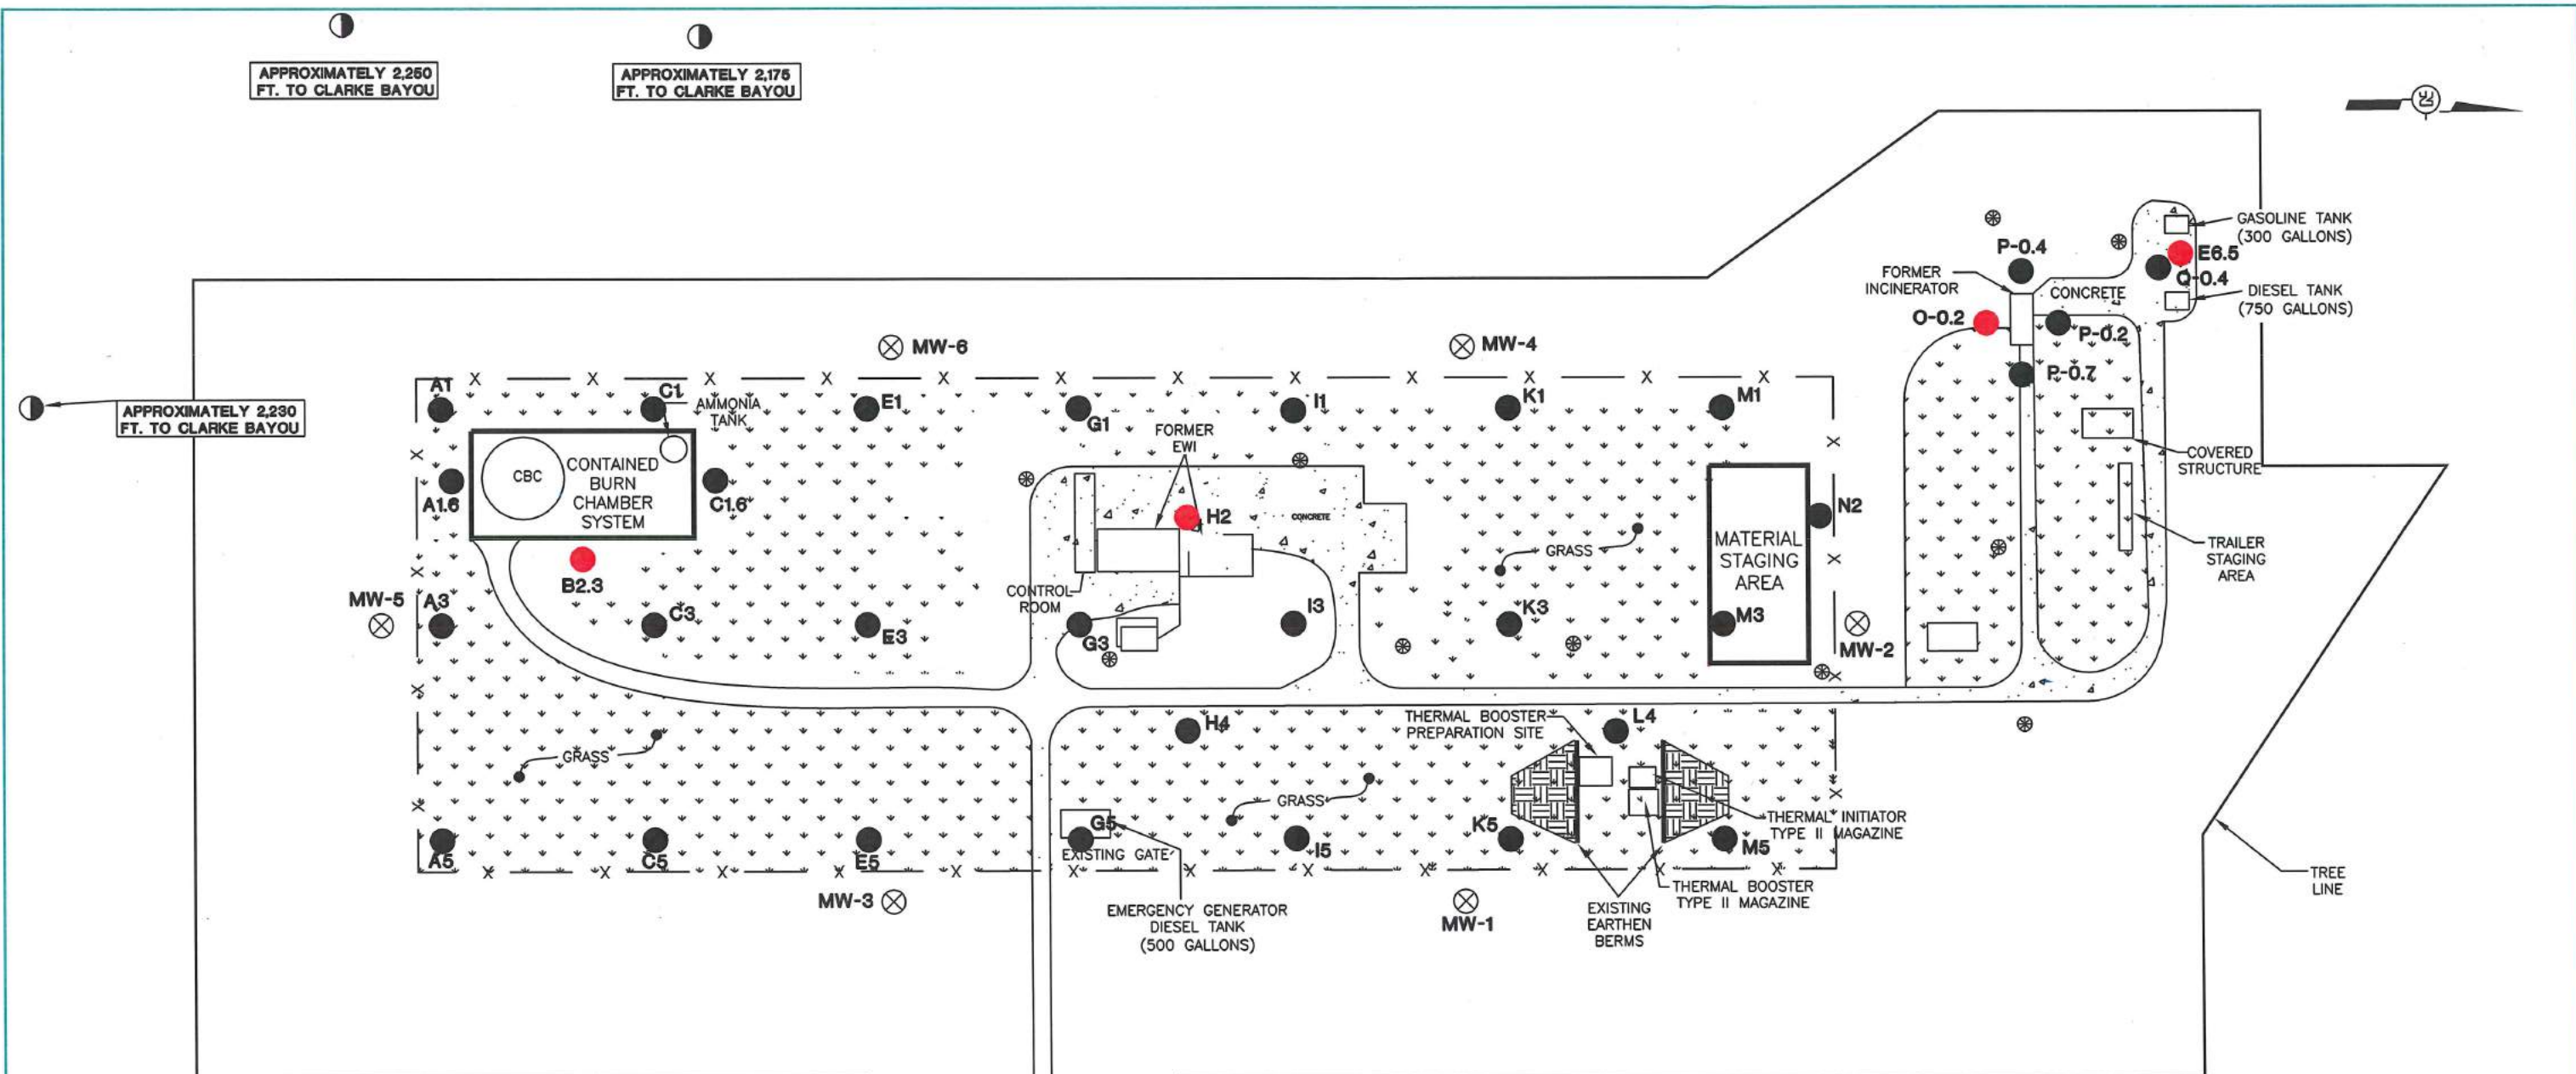 APPROXIMATELY 2,250
FT. TO CLARKE BAYOU
APPROXIMATELY 2,175
FT. TO CLARKE BAYOU
GASOLINE TANK
(300 GALLONS)
P-0.4
E6.5
Q-0.4
FORMER
INCINERATOR
CONCRETE
DIESEL TANK
(750 GALLONS)
O-0.2
P-0.2
MW-6
MW-4
P-0.7
A1
X X X X X X X X X X X X
C1
AMMONIA
TANK
E1
G1
I1
K1
M1
APPROXIMATELY 2,230
FT. TO CLARKE BAYOU
FORMER
EWI
COVERED
STRUCTURE
CBC
CONTAINED
BURN
CHAMBER
SYSTEM
A1.6
C1.6
H2
CONCRETE
N2
GRASS
MATERIAL
STAGING
AREA
TRAILER
STAGING
AREA
B2.3
CONTROL
ROOM
MW-5
A3
C3
E3
G3
I3
K3
M3
MW-2
THERMAL BOOSTER
PREPARATION SITE
L4
H4
GRASS
GRASS
THERMAL INITIATOR
TYPE II MAGAZINE
A5
C5
E5
G5
EXISTING GATE
I5
K5
M5
X X X X X X X X X X X X
TREE
LINE
MW-3
MW-1
EMERGENCY GENERATOR
DIESEL TANK
(500 GALLONS)
EXISTING
EARTHEN
BERMS
THERMAL BOOSTER
TYPE II MAGAZINE